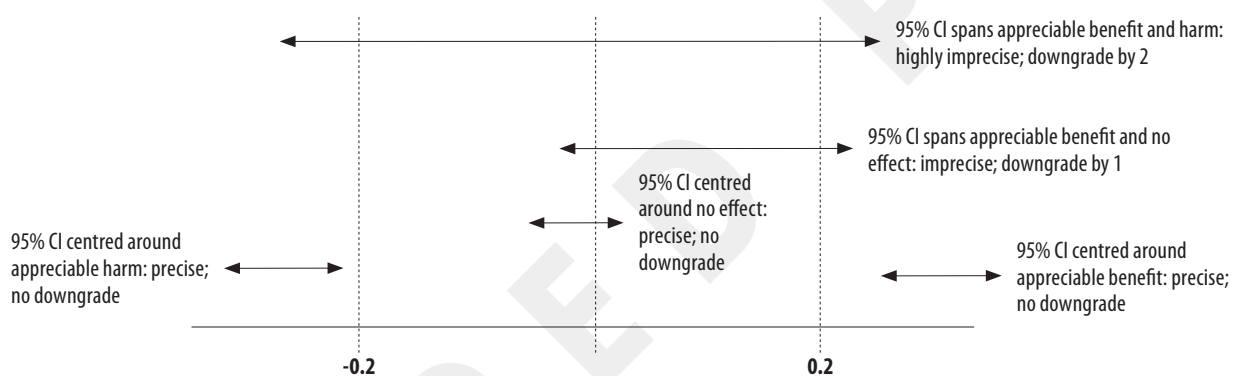 95% CI spans appreciable benefit and harm:
highly imprecise; downgrade by 2
95% CI spans appreciable benefit and no
effect: imprecise; downgrade by 1
95% CI centred
around no effect:
precise; no
downgrade
95% CI centred around
appreciable harm: precise;
no downgrade
95% CI centred around
appreciable benefit: precise;
no downgrade
-0.2
0.2